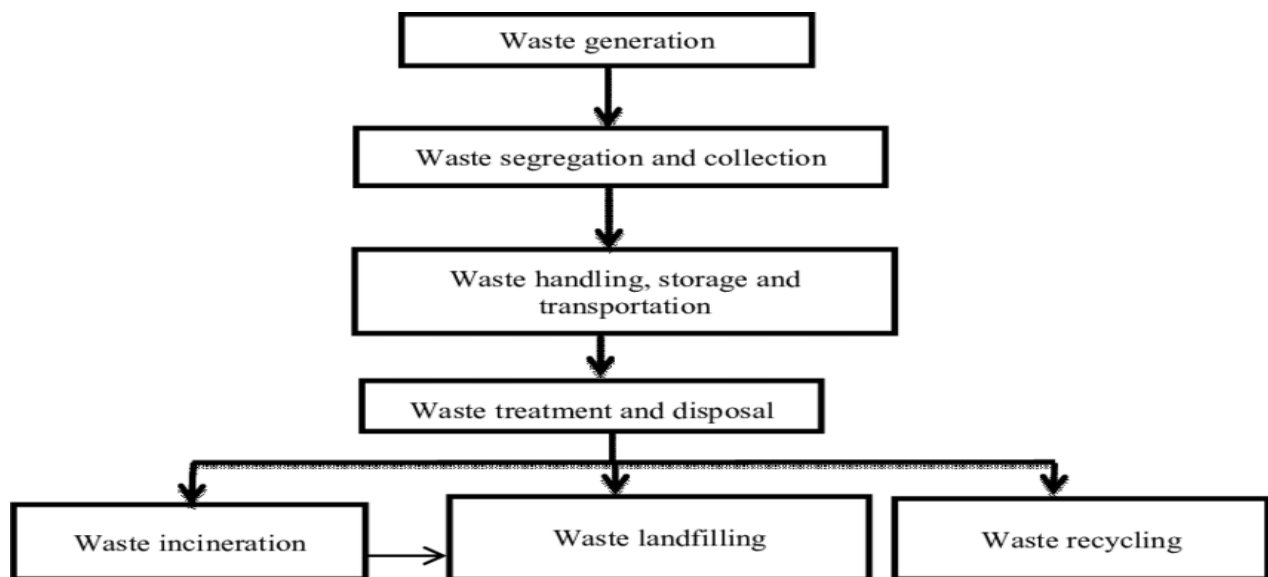 Waste generation
Waste segregation and collection
Waste handling, storage and
transportation
Waste treatment and disposal
Waste incineration
Waste landfilling
Waste recycling